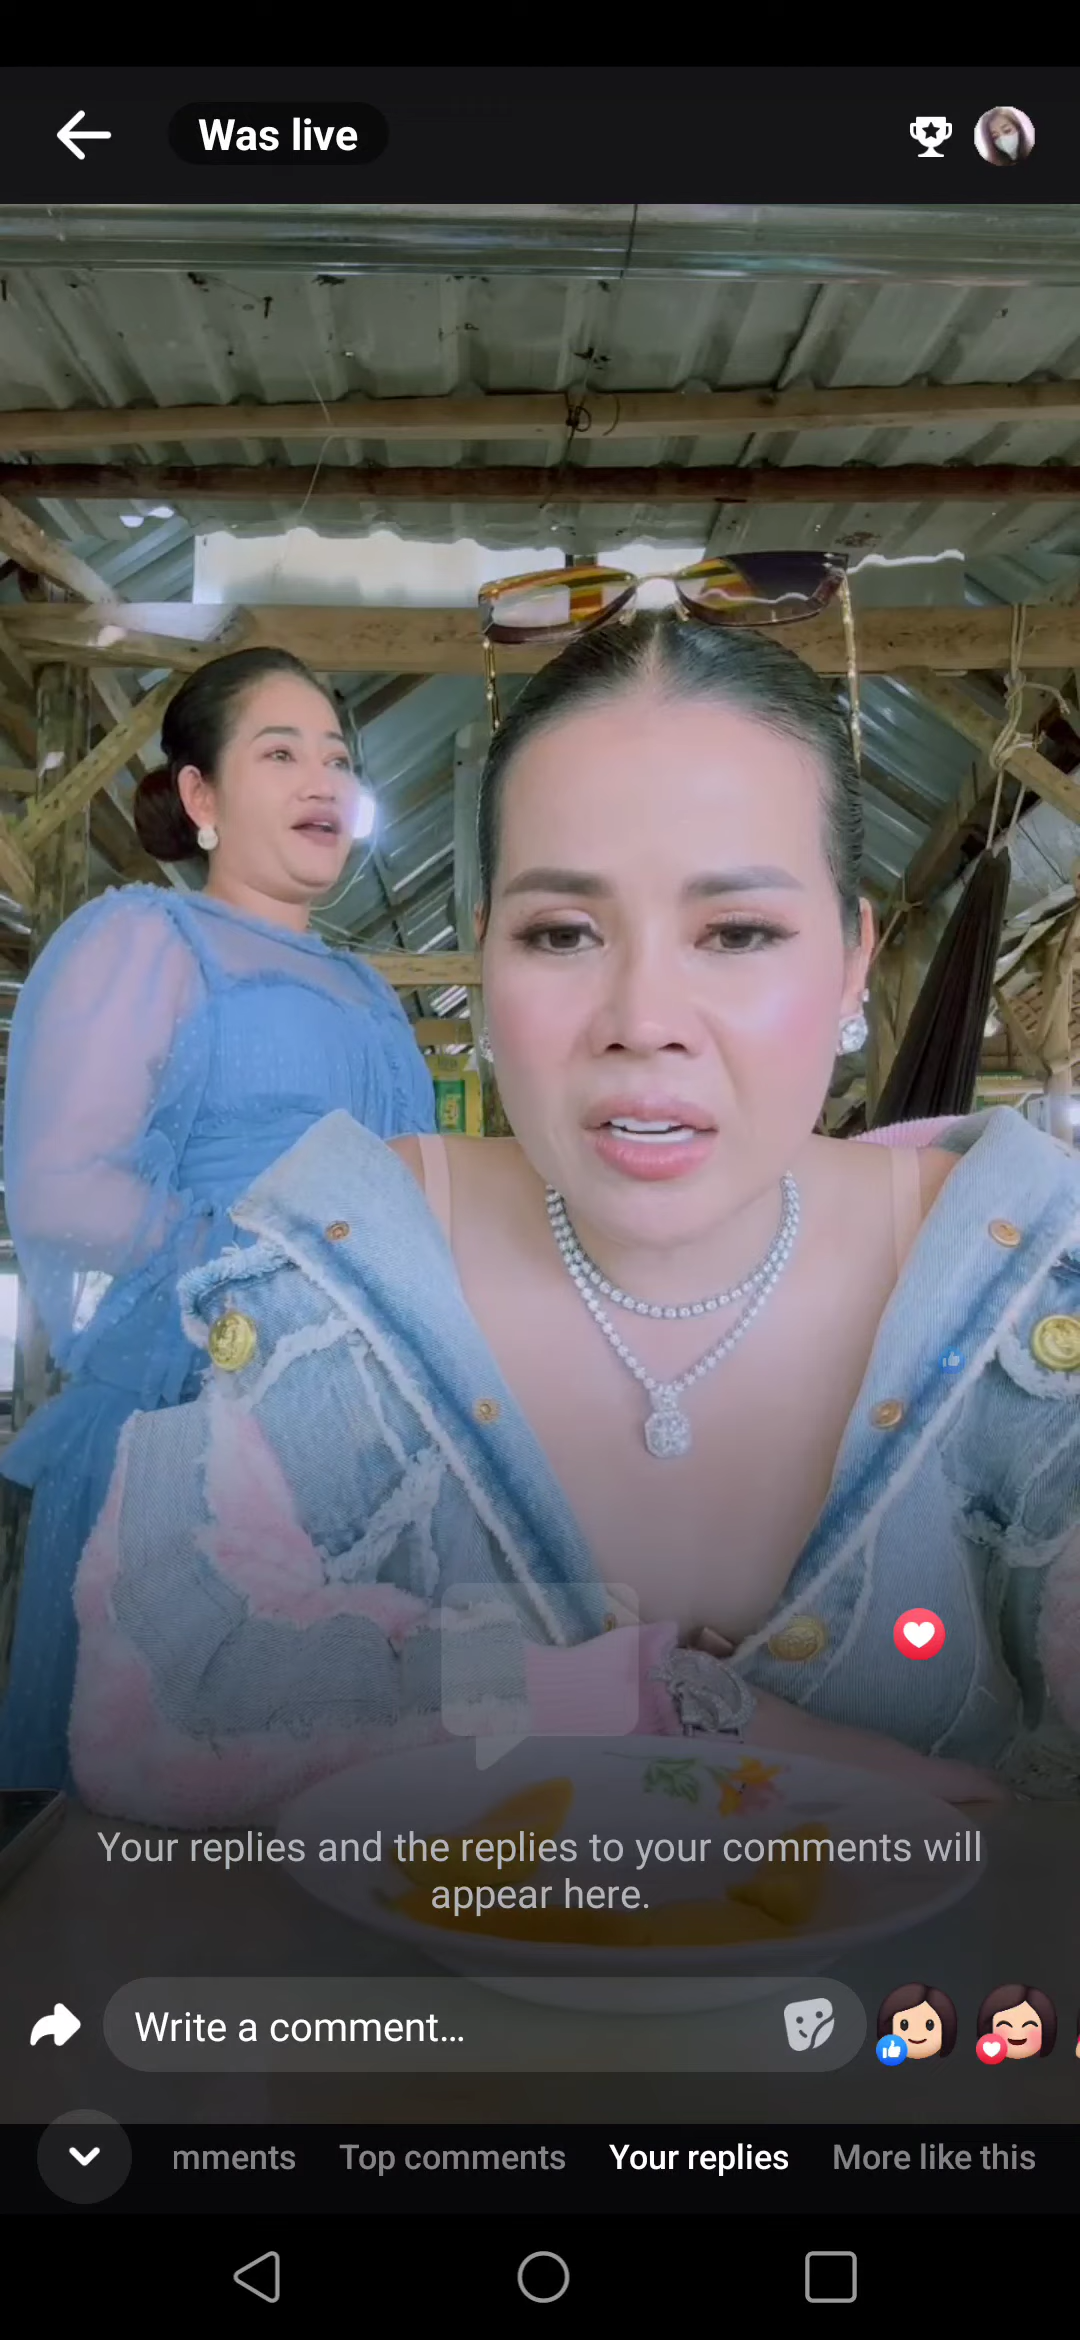 Was live
Your replies and the replies to your comments will
appear here.
Write a comment...
mments
Top comments
Your replies
More like this